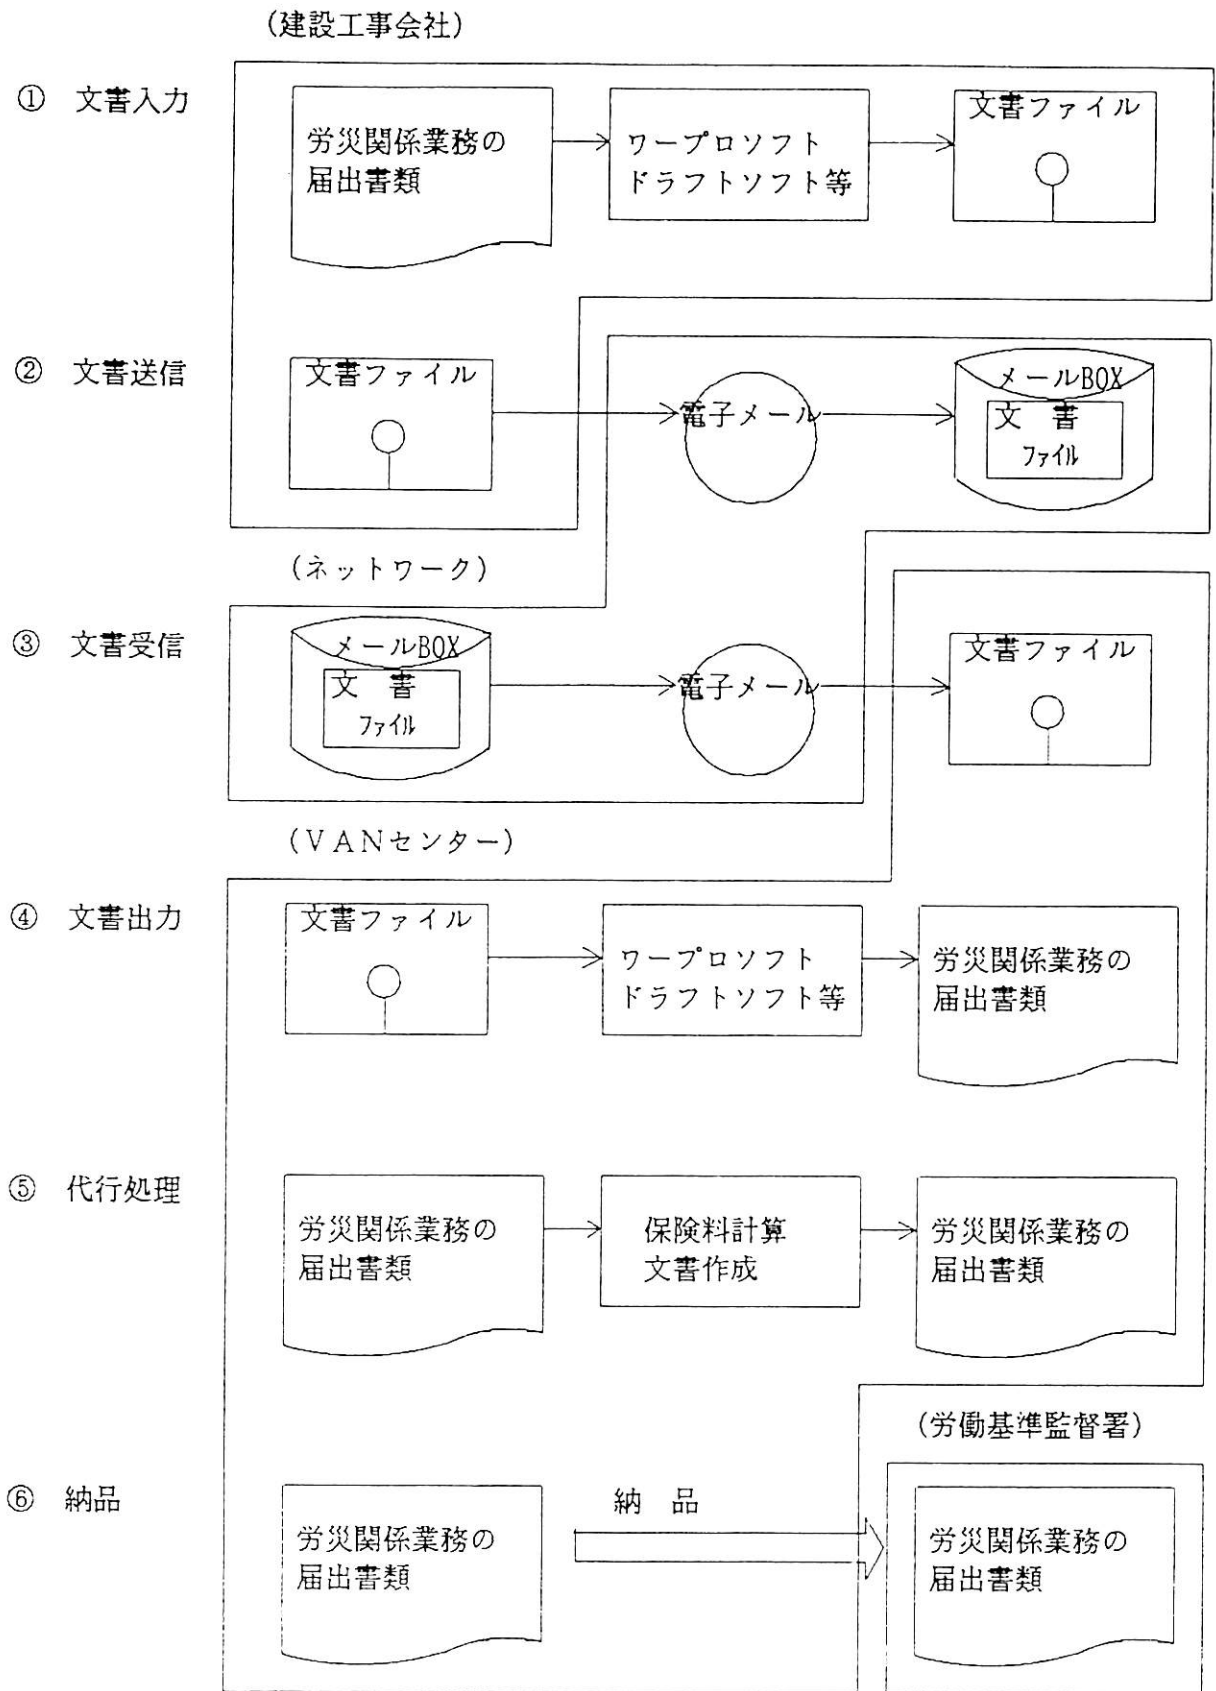 (建設工事会社)
① 文書入力
労災関係業務の
届出書類
ワープロソフト
ドラフトソフト等
文書ファイル
② 文書送信
文書ファイル
電子メール
メールBOX
文 書
ファイル
(ネットワーク)
③ 文書受信
メールBOX
文 書
ファイル
電子メール
文書ファイル
(VANセンター)
④ 文書出力
文書ファイル
ワープロソフト
ドラフトソフト等
労災関係業務の
届出書類
⑤ 代行処理
労災関係業務の
届出書類
保険料計算
文書作成
労災関係業務の
届出書類
(労働基準監督署)
⑥ 納品
労災関係業務の
届出書類
納 品
労災関係業務の
届出書類